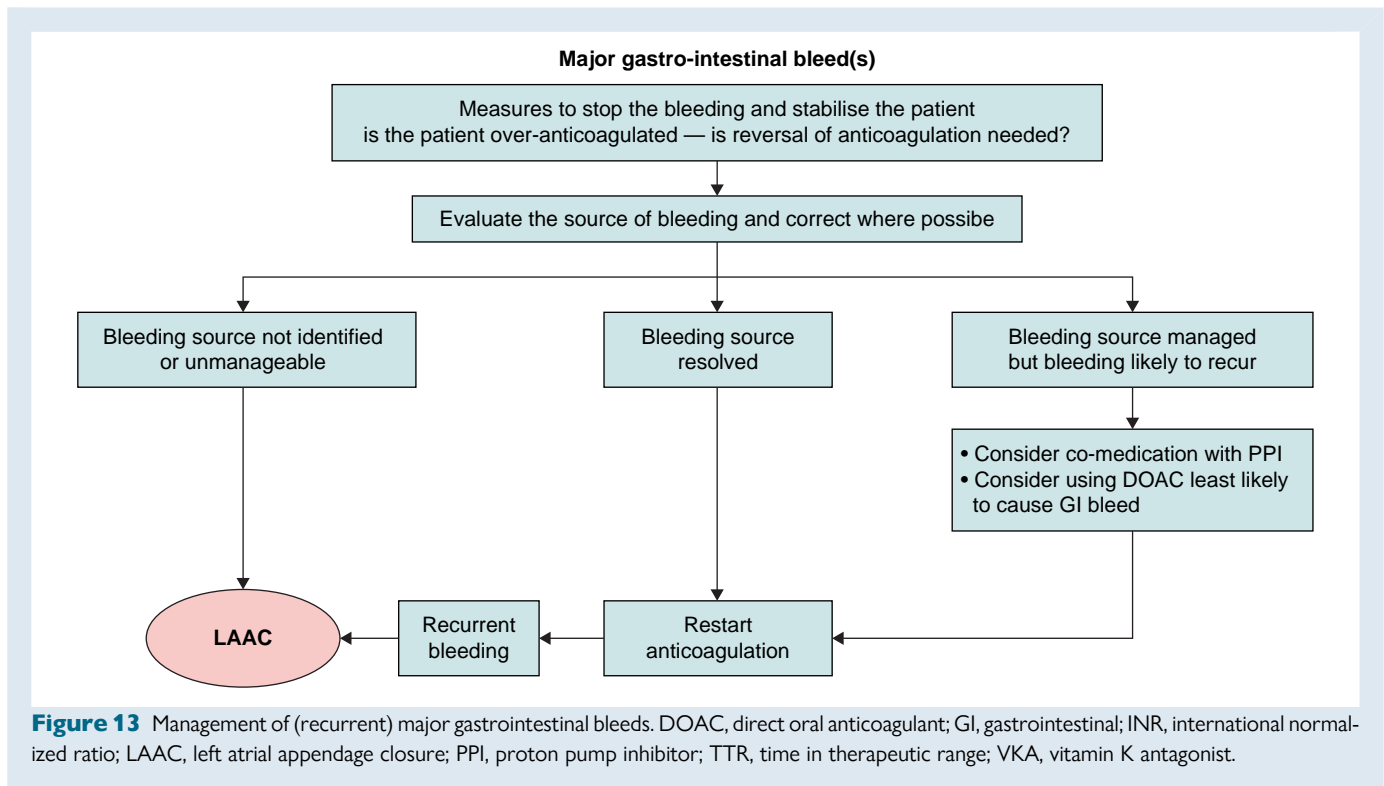 Major gastro-intestinal bleed(s)
Measures to stop the bleeding and stabilise the patient
is the patient over-anticoagulated — is reversal of anticoagulation needed?
Evaluate the source of bleeding and correct where possibe
Bleeding source not identified
or unmanageable
Bleeding source
resolved
Bleeding source managed
but bleeding likely to recur
• Consider co-medication with PPI
• Consider using DOAC least likely
to cause GI bleed
LAAC
Recurrent
bleeding
Restart
anticoagulation
Figure 13 Management of (recurrent) major gastrointestinal bleeds. DOAC, direct oral anticoagulant; GI, gastrointestinal; INR, international normal-
ized ratio; LAAC, left atrial appendage closure; PPI, proton pump inhibitor; TTR, time in therapeutic range; VKA, vitamin K antagonist.